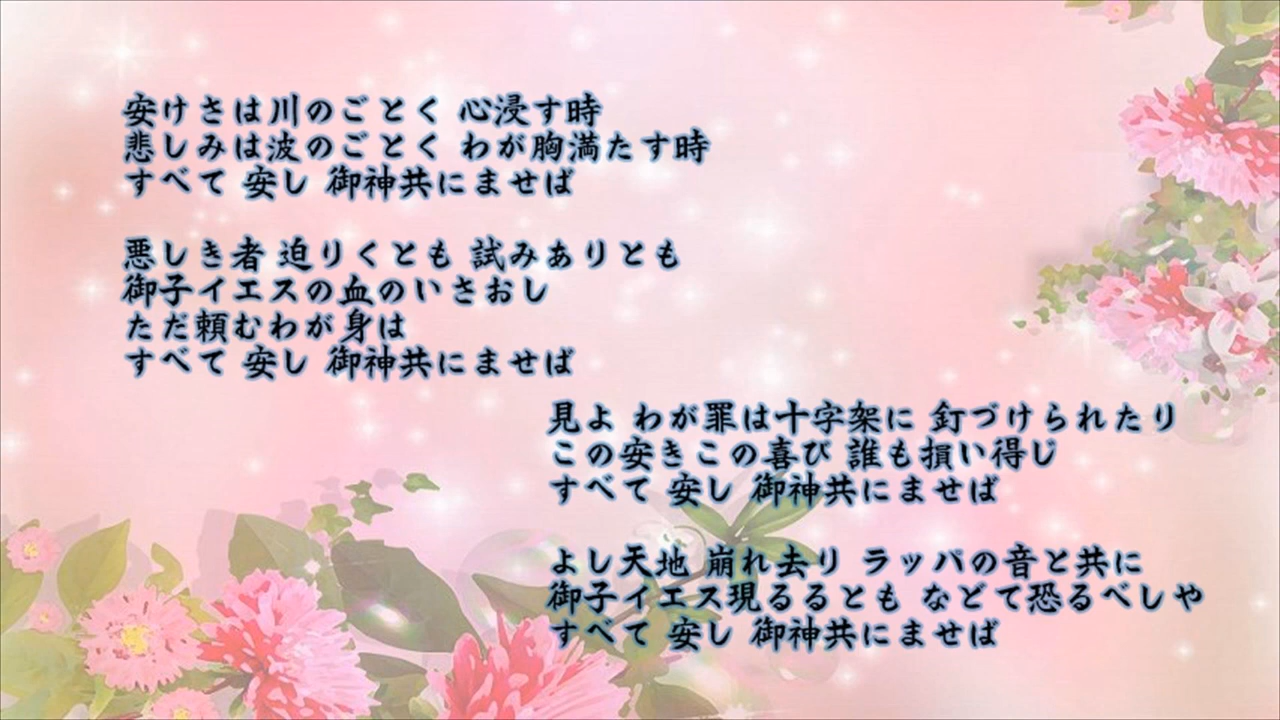 安けさは川のごとく 心浸す時
悲しみは波のごとく わが胸満たす時
すべて 安し 御神共にませば
悪しき者 迫りくとも 試みありとも
御子イエスの血のいさおし
ただ頼むわが身は
すべて 安し 御神共にませば
見よ わが罪は十字架に 釘づけられたり
この安きこの喜び 誰も損い得じ
すべて 安し 御神共にませば
よし天地 崩れ去り ラッパの音と共に
御子イエス現るるとも などて恐るべしや
すべて 安し 御神共にませば